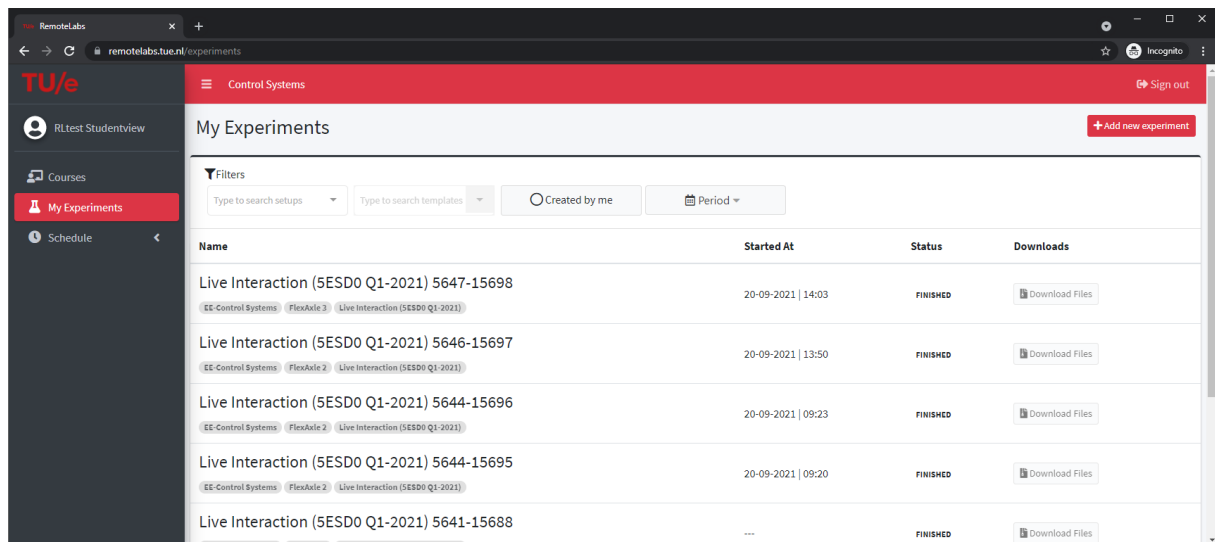 RemoteLabs
remotelabs.tue.nl/experiments
Incognito
TU/e
Control Systems
Sign out
RLtest Studentview
My Experiments
Add new experiment
Courses
My Experiments
Schedule
Filters
Type to search setups
Type to search templates
Created by me
Period
Name Started At Status Downloads
Live Interaction (5ESD0 Q1-2021) 5647-15698
20-09-2021 | 14:03 FINISHED Download Files
EE-Control Systems FlexAxle 3 Live Interaction (5ESD0 Q1-2021)
Live Interaction (5ESD0 Q1-2021) 5646-15697
20-09-2021 | 13:50 FINISHED Download Files
EE-Control Systems FlexAxle 2 Live Interaction (5ESD0 Q1-2021)
Live Interaction (5ESD0 Q1-2021) 5644-15696
20-09-2021 | 09:23 FINISHED Download Files
EE-Control Systems FlexAxle 2 Live Interaction (5ESD0 Q1-2021)
Live Interaction (5ESD0 Q1-2021) 5644-15695
20-09-2021 | 09:20 FINISHED Download Files
EE-Control Systems FlexAxle 2 Live Interaction (5ESD0 Q1-2021)
Live Interaction (5ESD0 Q1-2021) 5641-15688
--- FINISHED Download Files